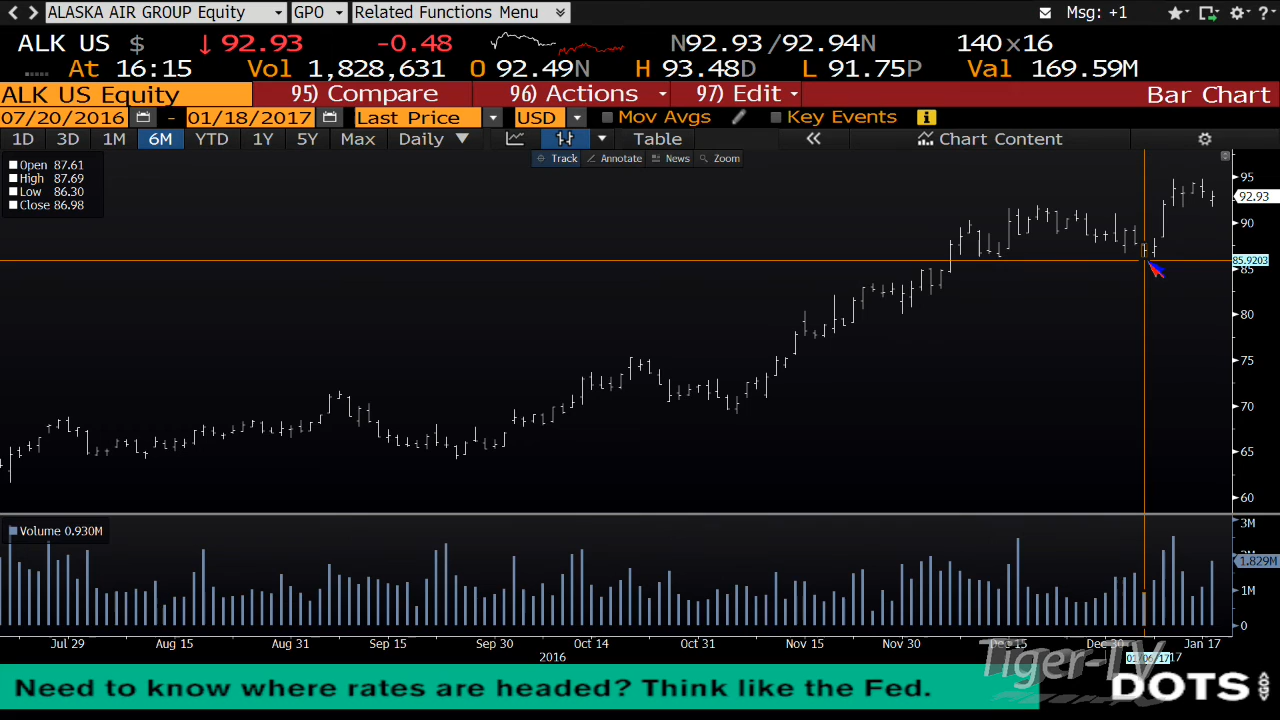 ALASKA AIR GROUP Equity GPO Related Functions Menu Msg: +1
ALK US $ ↓ 92.93 -0.48 N92.93 /92.94N 140 x 16
At 16:15 Vol 1,828,631 O 92.49N H 93.48D L 91.75P Val 169.59M
ALK US Equity 95) Compare 96) Actions 97) Edit Bar Chart
07/20/2016 - 01/18/2017 Last Price USD Mov Avgs Key Events
1D 3D 1M 6M YTD 1Y 5Y Max Daily Table Chart Content
Track Annotate News Zoom
Open 87.61
High 87.69
Low 86.30
Close 86.98
95
92.93
90
85.9203
85
80
75
70
65
60
Volume 0.930M
3M
1.829M
1M
0
Jul 29 Aug 15 Aug 31 Sep 15 Sep 30 Oct 14 Oct 31 Nov 15 Nov 30 Dec 15 Dec 30 Jan 17
2016 01/06/17
Tiger-TV
Need to know where rates are headed? Think like the Fed.
DOTS